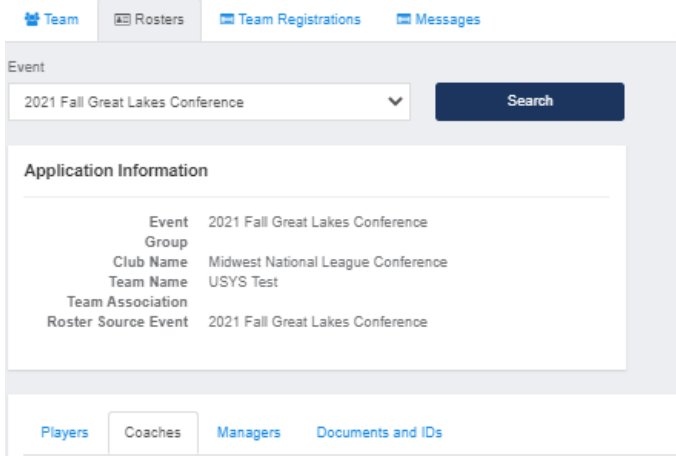 Team Rosters Team Registrations Messages
Event
2021 Fall Great Lakes Conference Search
Application Information
Event 2021 Fall Great Lakes Conference
Group
Club Name Midwest National League Conference
Team Name USYS Test
Team Association
Roster Source Event 2021 Fall Great Lakes Conference
Players Coaches Managers Documents and IDs